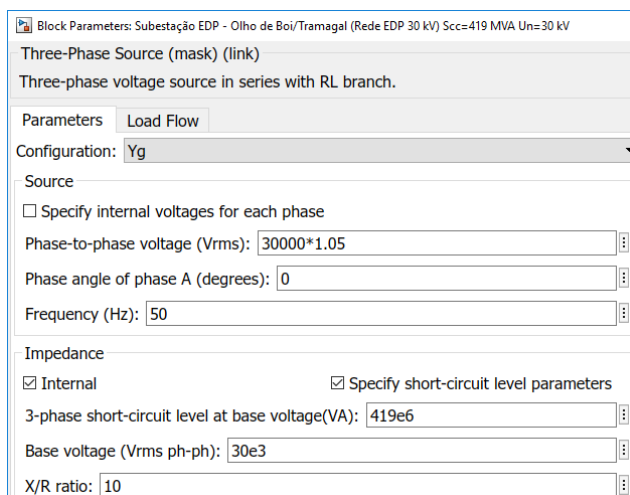 Block Parameters: Subestação EDP - Olho de Boi/Tramagal (Rede EDP 30 kV) Scc=419 MVA Un=30 kV
Three-Phase Source (mask) (link)
Three-phase voltage source in series with RL branch.
Parameters Load Flow
Configuration: Yg
Source
Specify internal voltages for each phase
Phase-to-phase voltage (Vrms): 30000*1.05
Phase angle of phase A (degrees): 0
Frequency (Hz): 50
Impedance
Internal Specify short-circuit level parameters
3-phase short-circuit level at base voltage(VA): 419e6
Base voltage (Vrms ph-ph): 30e3
X/R ratio: 10